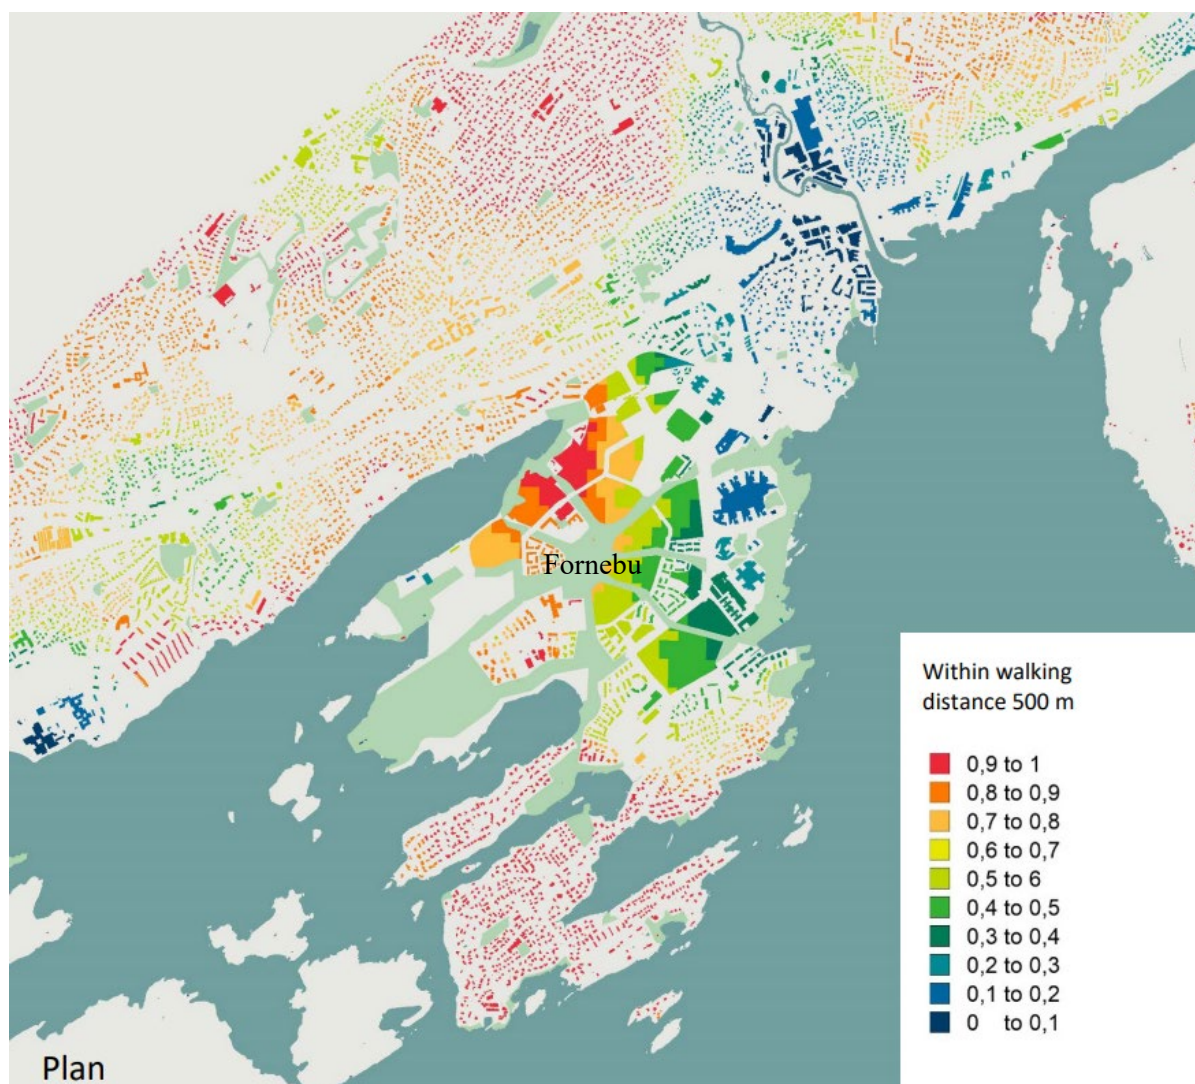 Fornebu
Within walking
distance 500 m
0,9 to 1
0,8 to 0,9
0,7 to 0,8
0,6 to 0,7
0,5 to 6
0,4 to 0,5
0,3 to 0,4
0,2 to 0,3
0,1 to 0,2
0 to 0,1
Plan